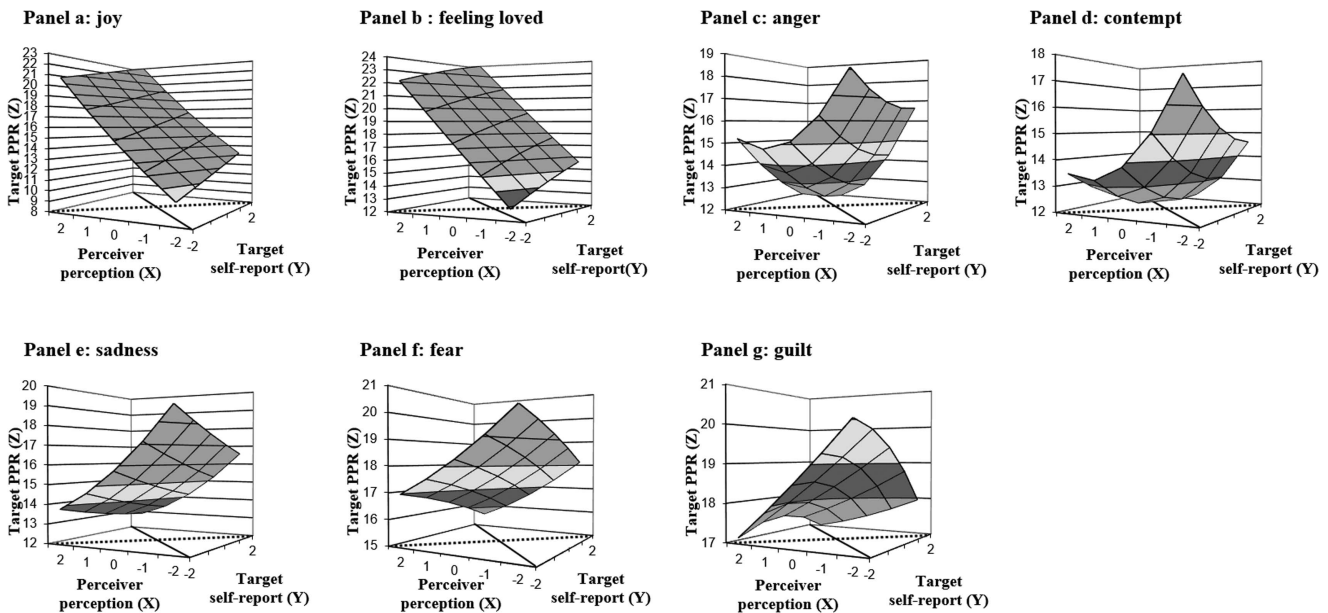 Panel a: joy
Panel b : feeling loved
Panel c: anger
Panel d: contempt
23
22
21
20
19
18
17
16
15
14
13
12
11
10
9
8
Target PPR (Z)
2
1
0
-1
-2
-2
2
Perceiver
perception (X)
Target
self-report (Y)
24
23
22
21
20
19
18
17
16
15
14
13
12
Target PPR (Z)
2
1
0
-1
-2
-2
2
Perceiver
perception (X)
Target
self-report(Y)
19
18
17
16
15
14
13
12
Target PPR (Z)
2
1
0
-1
-2
-2
2
Perceiver
perception (X)
Target
self-report (Y)
18
17
16
15
14
13
12
Target PPR (Z)
2
1
0
-1
-2
-2
2
Perceiver
perception (X)
Target
self-report (Y)
Panel e: sadness
Panel f: fear
Panel g: guilt
20
19
18
17
16
15
14
13
12
Target PPR (Z)
2
1
0
-1
-2
-2
2
Perceiver
perception (X)
Target
self-report (Y)
21
20
19
18
17
16
15
Target PPR (Z)
2
1
0
-1
-2
-2
2
Perceiver
perception (X)
Target
self-report (Y)
21
20
19
18
17
Target PPR (Z)
2
1
0
-1
-2
-2
2
Perceiver
perception (X)
Target
self-report (Y)